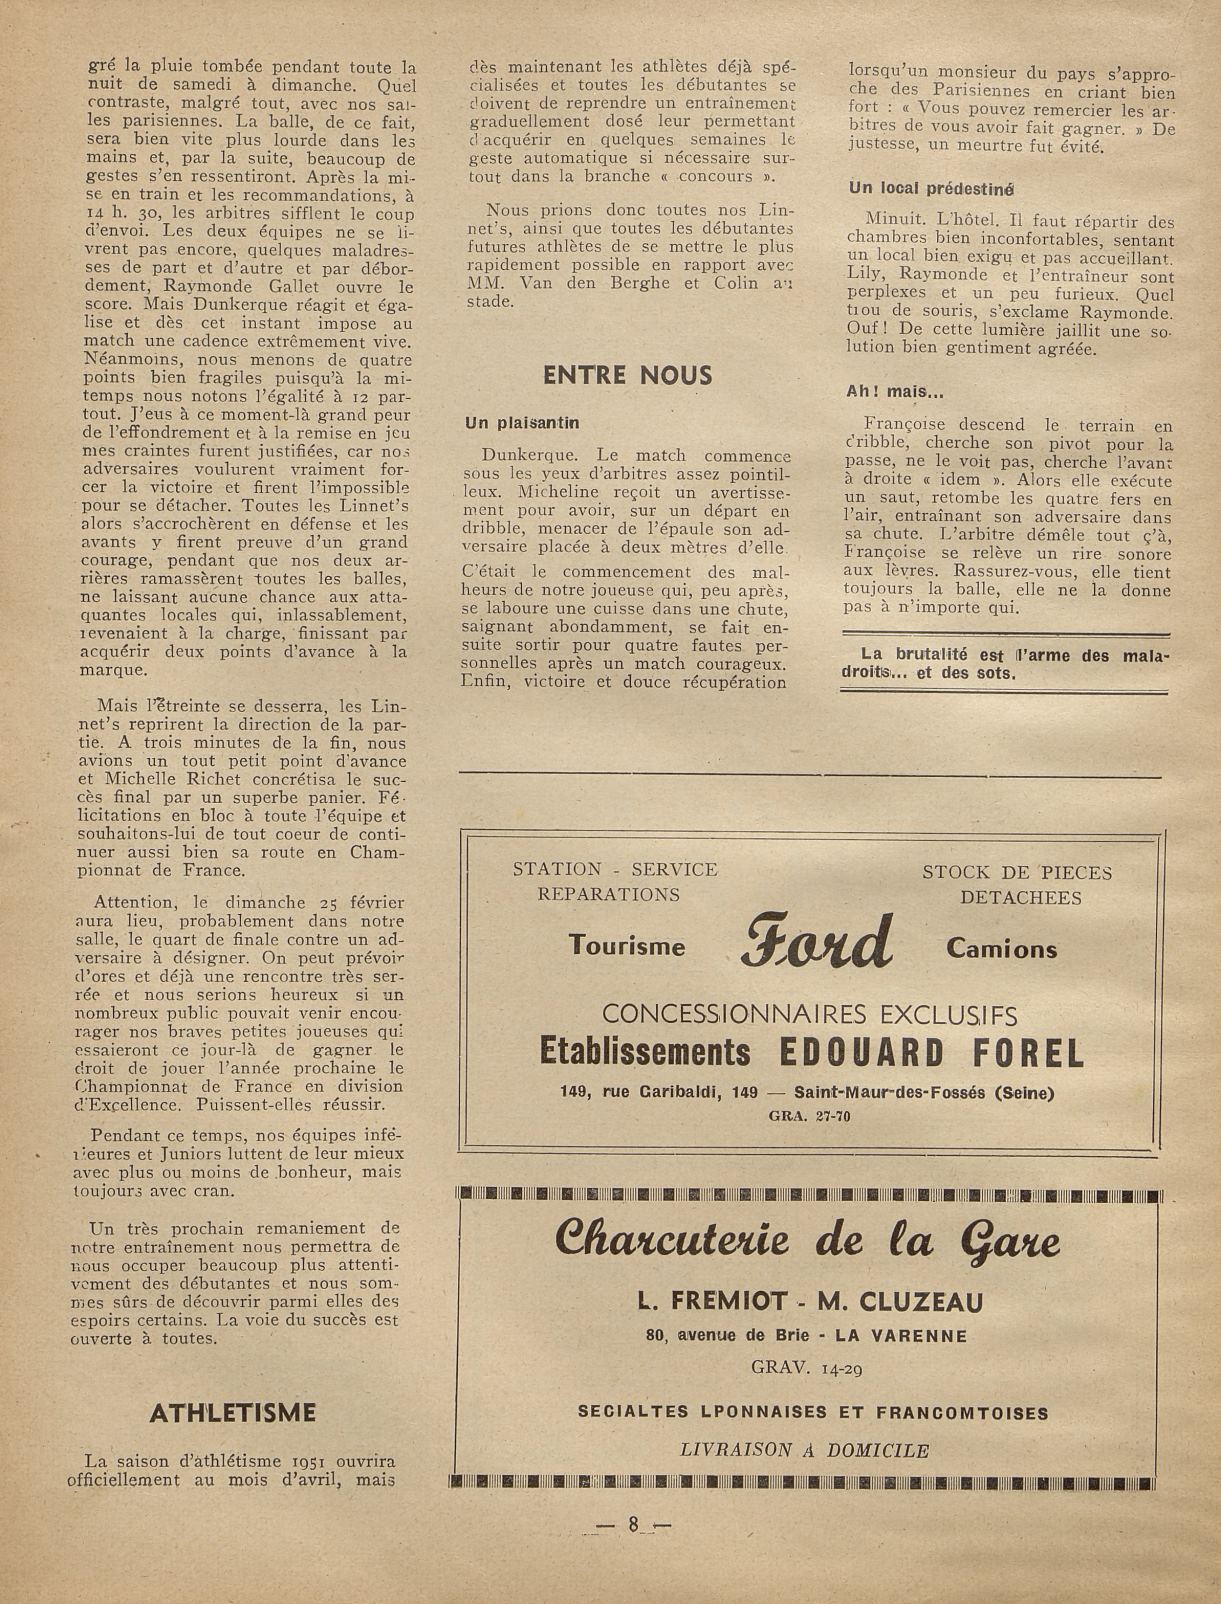 gré la pluie tombée pendant toute la
nuit de samedi à dimanche. Quel
contraste, malgré tout, avec nos sal-
les parisiennes. La balle, de ce fait,
sera bien vite plus lourde dans les
mains et, par la suite, beaucoup de
gestes s'en ressentiront. Après la mi-
se en train et les recommandations, à
14 h. 30, les arbitres sifflent le coup
d'envoi. Les deux équipes ne se li-
vrent pas encore, quelques maladres-
ses de part et d'autre et par débor-
dement, Raymonde Gallet ouvre le
score. Mais Dunkerque réagit et éga-
lise et dès cet instant impose au
match une cadence extrêmement vive.
Néanmoins, nous menons de quatre
points bien fragiles puisqu'à la mi-
temps nous notons l'égalité à 12 par-
tout. J'eus à ce moment-là grand peur
de l'effondrement et à la remise en jeu
mes craintes furent justifiées, car nos
adversaires voulurent vraiment for-
cer la victoire et firent l'impossible
pour se détacher. Toutes les Linnet's
alors s'accrochèrent en défense et les
avants y firent preuve d'un grand
courage, pendant que nos deux ar-
rières ramassèrent toutes les balles,
ne laissant aucune chance aux atta-
quantes locales qui, inlassablement,
revenaient à la charge, finissant par
acquérir deux points d'avance à la
marque.
Mais l'étreinte se desserra, les Lin-
net's reprirent la direction de la par-
tie. A trois minutes de la fin, nous
avions un tout petit point d'avance
et Michelle Richet concrétisa le suc-
cès final par un superbe panier. Fé-
licitations en bloc à toute l'équipe et
souhaitons-lui de tout coeur de conti-
nuer aussi bien sa route en Cham-
pionnat de France.
Attention, le dimanche 25 février
aura lieu, probablement dans notre
salle, le quart de finale contre un ad-
versaire à désigner. On peut prévoir
d'ores et déjà une rencontre très ser-
rée et nous serions heureux si un
nombreux public pouvait venir encou-
rager nos braves petites joueuses qui
essaieront ce jour-là de gagner le
droit de jouer l'année prochaine le
Championnat de France en division
d'Excellence. Puissent-elles réussir.
Pendant ce temps, nos équipes infé-
rieures et Juniors luttent de leur mieux
avec plus ou moins de bonheur, mais
toujours avec cran.
Un très prochain remaniement de
notre entraînement nous permettra de
nous occuper beaucoup plus attenti-
vement des débutantes et nous som-
mes sûrs de découvrir parmi elles des
espoirs certains. La voie du succès est
ouverte à toutes.
ATHLETISME
La saison d'athlétisme 1951 ouvrira
officiellement au mois d'avril, mais
dès maintenant les athlètes déjà spé-
cialisées et toutes les débutantes se
doivent de reprendre un entraînement
graduellement dosé leur permettant
d'acquérir en quelques semaines le
geste automatique si nécessaire sur-
tout dans la branche « concours ».
Nous prions donc toutes nos Lin-
net's, ainsi que toutes les débutantes
futures athlètes de se mettre le plus
rapidement possible en rapport avec
MM. Van den Berghe et Colin au
stade.
ENTRE NOUS
Un plaisantin
Dunkerque. Le match commence
sous les yeux d'arbitres assez pointil-
leux. Micheline reçoit un avertisse-
ment pour avoir, sur un départ en
dribble, menacer de l'épaule son ad-
versaire placée à deux mètres d'elle.
C'était le commencement des mal-
heurs de notre joueuse qui, peu après,
se laboure une cuisse dans une chute,
saignant abondamment, se fait en-
suite sortir pour quatre fautes per-
sonnelles après un match courageux.
Enfin, victoire et douce récupération
lorsqu'un monsieur du pays s'appro-
che des Parisiennes en criant bien
fort : « Vous pouvez remercier les ar-
bitres de vous avoir fait gagner. » De
justesse, un meurtre fut évité.
Un local prédestiné
Minuit. L'hôtel. Il faut répartir des
chambres bien inconfortables, sentant
un local bien exigu et pas accueillant.
Lily, Raymonde et l'entraîneur sont
perplexes et un peu furieux. Quel
trou de souris, s'exclame Raymonde.
Ouf ! De cette lumière jaillit une so-
lution bien gentiment agréée.
Ah ! mais...
Françoise descend le terrain en
dribble, cherche son pivot pour la
passe, ne le voit pas, cherche l'avant
à droite « idem ». Alors elle exécute
un saut, retombe les quatre fers en
l'air, entraînant son adversaire dans
sa chute. L'arbitre démêle tout ç'à,
Françoise se relève un rire sonore
aux lèvres. Rassurez-vous, elle tient
toujours la balle, elle ne la donne
pas à n'importe qui.
La brutalité est l'arme des mala-
droits... et des sots.
STATION - SERVICE
REPARATIONS
STOCK DE PIECES
DETACHEES
Tourisme Ford Camions
CONCESSIONNAIRES EXCLUSIFS
Etablissements EDOUARD FOREL
149, rue Garibaldi, 149 — Saint-Maur-des-Fossés (Seine)
GRA. 27-70
Charcuterie de la Gare
L. FREMIOT - M. CLUZEAU
80, avenue de Brie - LA VARENNE
GRAV. 14-29
SECIALTES LPONNAISES ET FRANCOMTOISES
LIVRAISON A DOMICILE
— 8 —